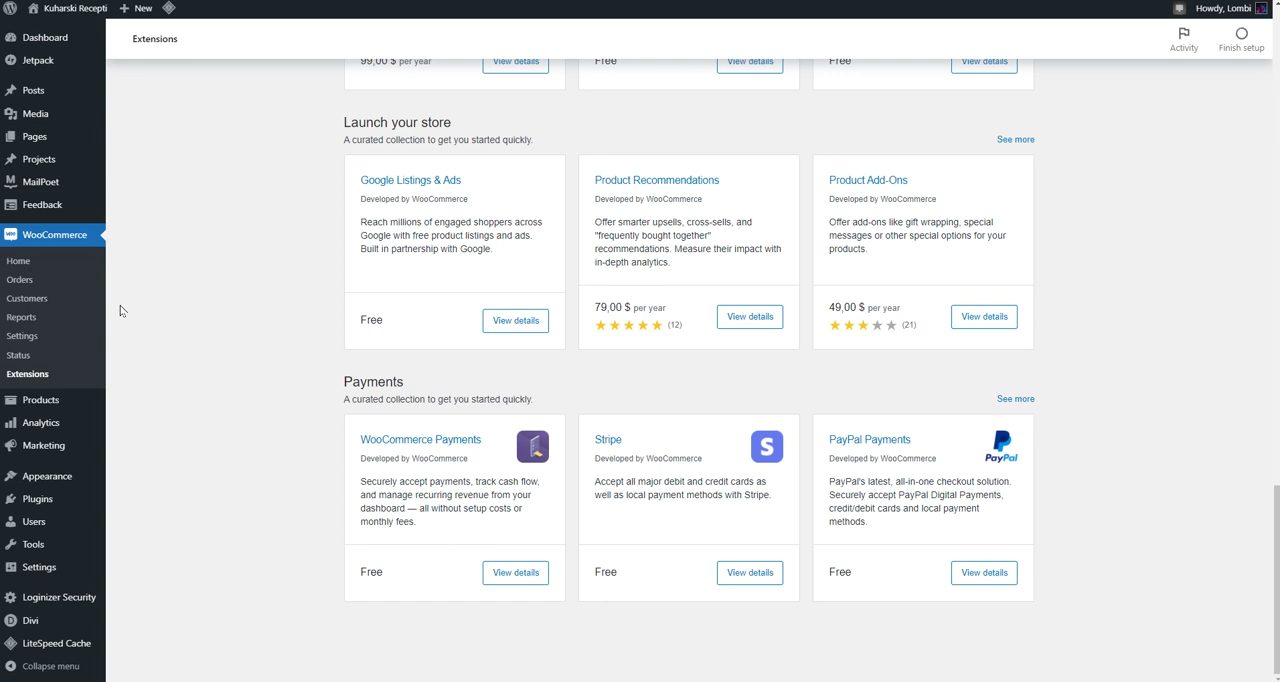 Kuharski Recepti
New
Howdy, Lombi
Dashboard
Jetpack
Posts
Media
Pages
Projects
MailPoet
Feedback
WooCommerce
Home
Orders
Customers
Reports
Settings
Status
Extensions
Products
Analytics
Marketing
Appearance
Plugins
Users
Tools
Settings
Loginizer Security
Divi
LiteSpeed Cache
Collapse menu
Extensions
Activity
Finish setup
99,00 $ per year
View details
Free
View details
Free
View details
Launch your store
A curated collection to get you started quickly.
See more
Google Listings & Ads
Developed by WooCommerce
Reach millions of engaged shoppers across
Google with free product listings and ads.
Built in partnership with Google.
Free
View details
Product Recommendations
Developed by WooCommerce
Offer smarter upsells, cross-sells, and
"frequently bought together"
recommendations. Measure their impact with
in-depth analytics.
79,00 $ per year
(12)
View details
Product Add-Ons
Developed by WooCommerce
Offer add-ons like gift wrapping, special
messages or other special options for your
products.
49,00 $ per year
(21)
View details
Payments
A curated collection to get you started quickly.
See more
WooCommerce Payments
Developed by WooCommerce
Securely accept payments, track cash flow,
and manage recurring revenue from your
dashboard — all without setup costs or
monthly fees.
Free
View details
Stripe
S
Developed by WooCommerce
Accept all major debit and credit cards as
well as local payment methods with Stripe.
Free
View details
PayPal Payments
PayPal
Developed by WooCommerce
PayPal's latest, all-in-one checkout solution.
Securely accept PayPal Digital Payments,
credit/debit cards and local payment
methods.
Free
View details